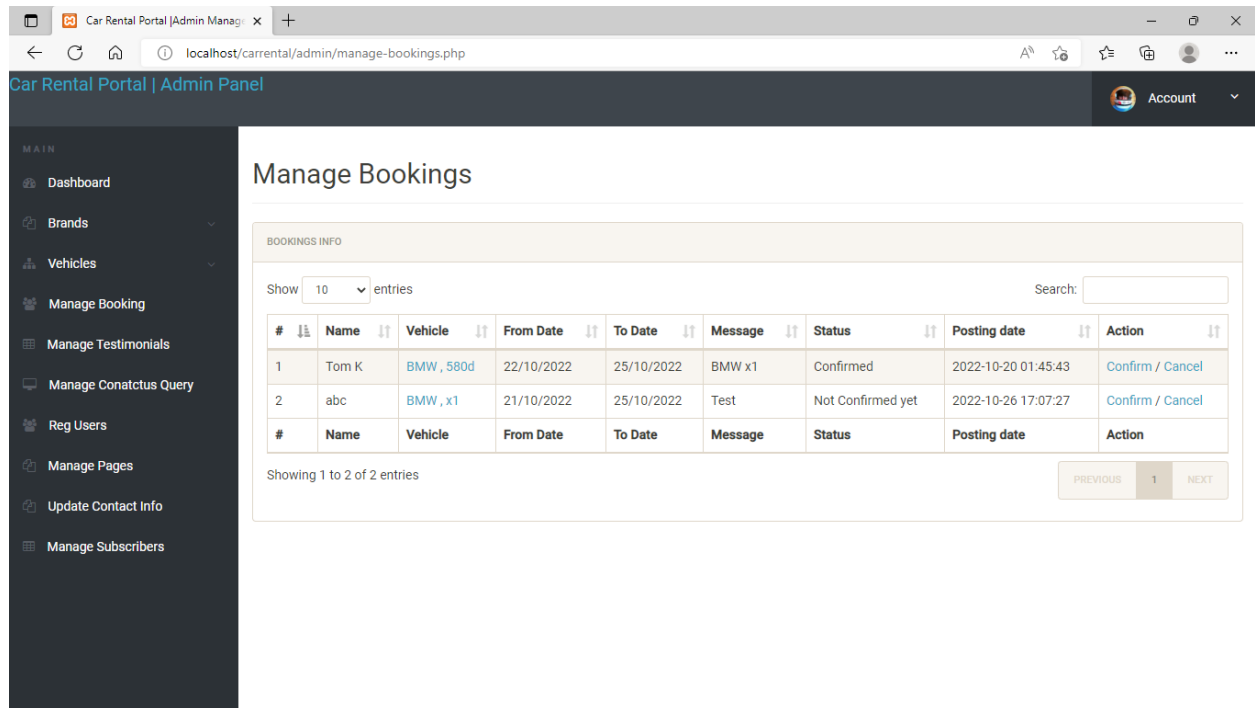 Car Rental Portal |Admin Manag
localhost/carrental/admin/manage-bookings.php
Car Rental Portal | Admin Panel
Account
MAIN
Dashboard
Brands
Vehicles
Manage Booking
Manage Testimonials
Manage Conatctus Query
Reg Users
Manage Pages
Update Contact Info
Manage Subscribers
Manage Bookings
BOOKINGS INFO
Show 10 entries Search:
# Name Vehicle From Date To Date Message Status Posting date Action
1 Tom K BMW , 580d 22/10/2022 25/10/2022 BMW x1 Confirmed 2022-10-20 01:45:43 Confirm / Cancel
2 abc BMW , x1 21/10/2022 25/10/2022 Test Not Confirmed yet 2022-10-26 17:07:27 Confirm / Cancel
# Name Vehicle From Date To Date Message Status Posting date Action
Showing 1 to 2 of 2 entries
PREVIOUS 1 NEXT